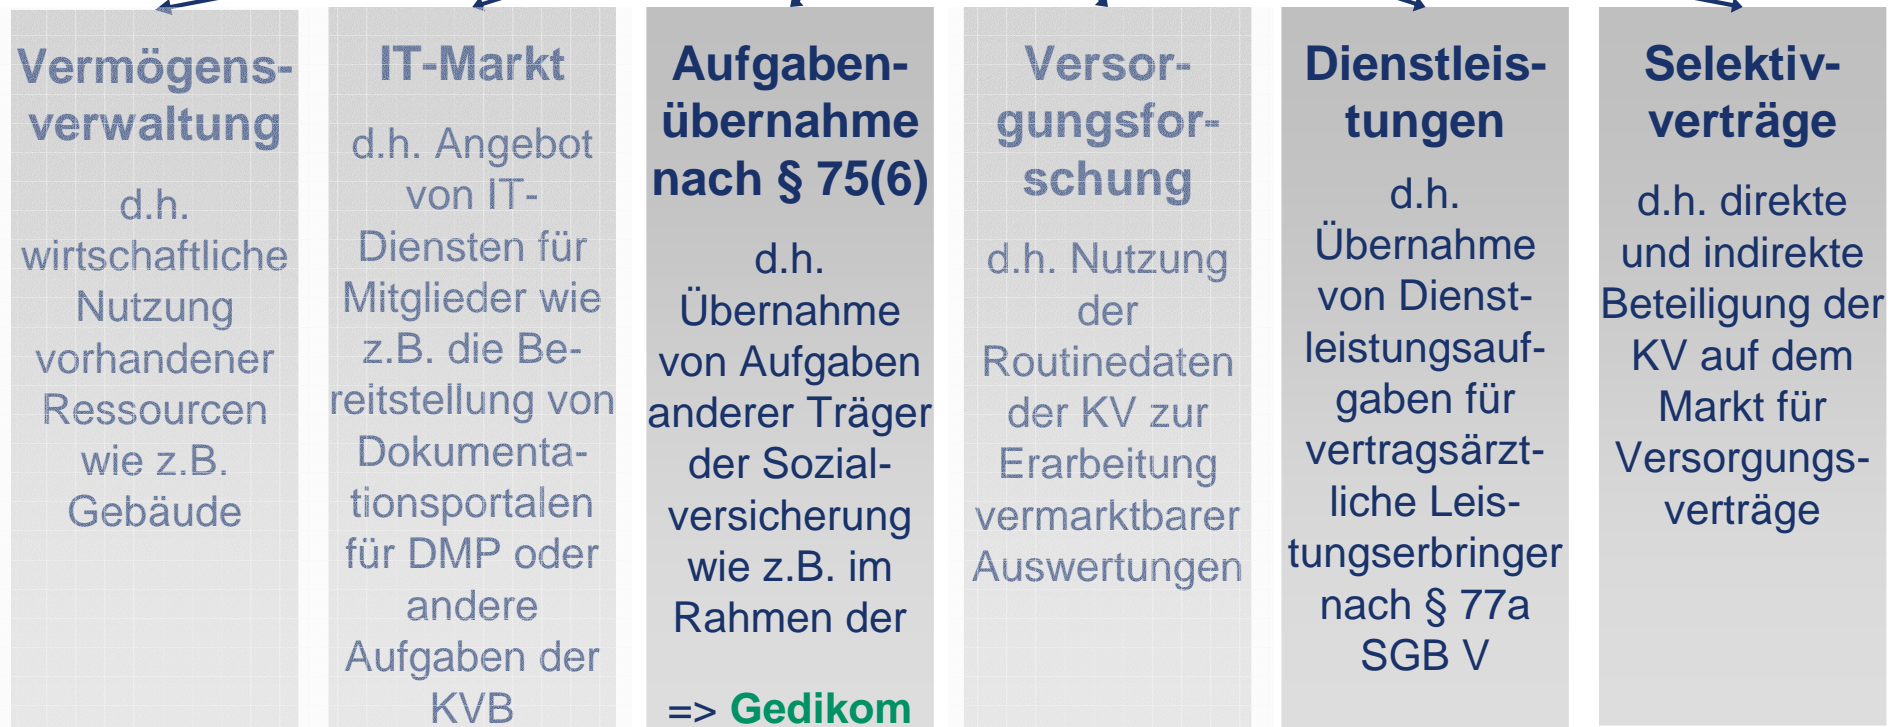 Vermögens-
verwaltung
d.h.
wirtschaftliche
Nutzung
vorhandener
Ressourcen
wie z.B.
Gebäude
IT-Markt
d.h. Angebot
von IT-
Diensten für
Mitglieder wie
z.B. die Be-
reitstellung von
Dokumenta-
tionsportalen
für DMP oder
andere
Aufgaben der
KVB
Aufgaben-
übernahme
nach § 75(6)
d.h.
Übernahme
von Aufgaben
anderer Träger
der Sozial-
versicherung
wie z.B. im
Rahmen der
=> Gedikom
Versor-
gungsfor-
schung
d.h. Nutzung
der
Routinedaten
der KV zur
Erarbeitung
vermarktbarer
Auswertungen
Dienstleis-
tungen
d.h.
Übernahme
von Dienst-
leistungsauf-
gaben für
vertragsärzt-
liche Leis-
tungserbringer
nach § 77a
SGB V
Selektiv-
verträge
d.h. direkte
und indirekte
Beteiligung der
KV auf dem
Markt für
Versorgungs-
verträge